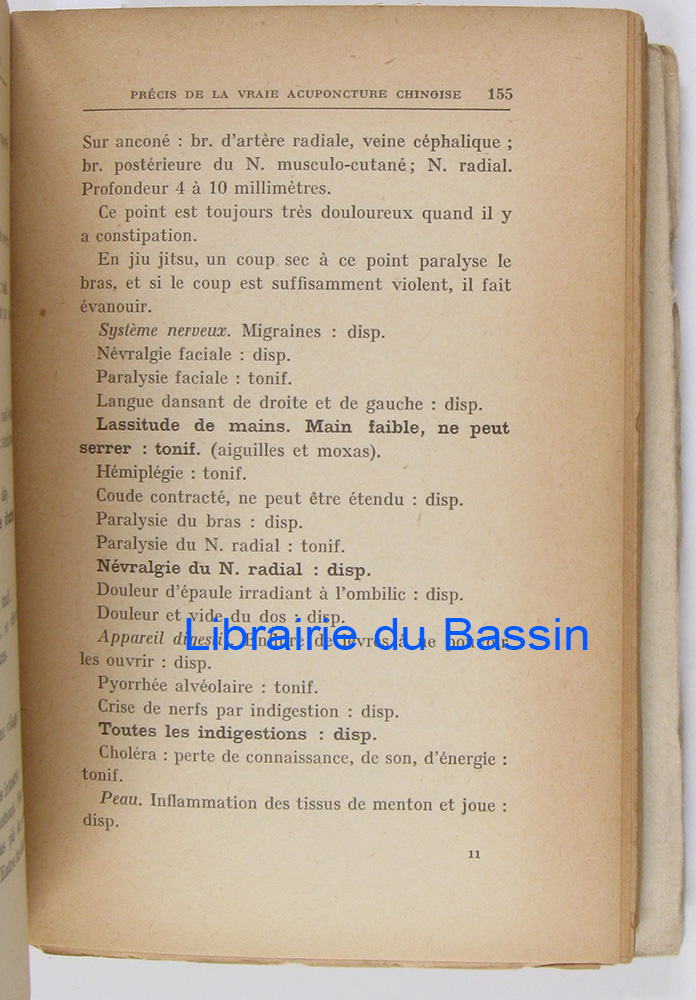 PRÉCIS DE LA VRAIE ACUPONCTURE CHINOISE 155
Sur anconé : br. d'artère radiale, veine céphalique ;
br. postérieure du N. musculo-cutané; N. radial.
Profondeur 4 à 10 millimètres.
Ce point est toujours très douloureux quand il y
a constipation.
En jiu jitsu, un coup sec à ce point paralyse le
bras, et si le coup est suffisamment violent, il fait
évanouir.
Système nerveux. Migraines : disp.
Névralgie faciale : disp.
Paralysie faciale : tonif.
Langue dansant de droite et de gauche : disp.
Lassitude de mains. Main faible, ne peut
serrer : tonif. (aiguilles et moxas).
Hémiplégie : tonif.
Coude contracté, ne peut être étendu : disp.
Paralysie du bras : disp.
Paralysie du N. radial : tonif.
Névralgie du N. radial : disp.
Douleur d'épaule irradiant à l'ombilic : disp.
Douleur et vide du dos : disp.
Librairie du Bassin
Appareil digestif. Enflure de lèvres à ne pouvoir
les ouvrir : disp.
Pyorrhée alvéolaire : tonif.
Crise de nerfs par indigestion : disp.
Toutes les indigestions : disp.
Choléra : perte de connaissance, de son, d'énergie :
tonif.
Peau. Inflammation des tissus de menton et joue :
disp.
11